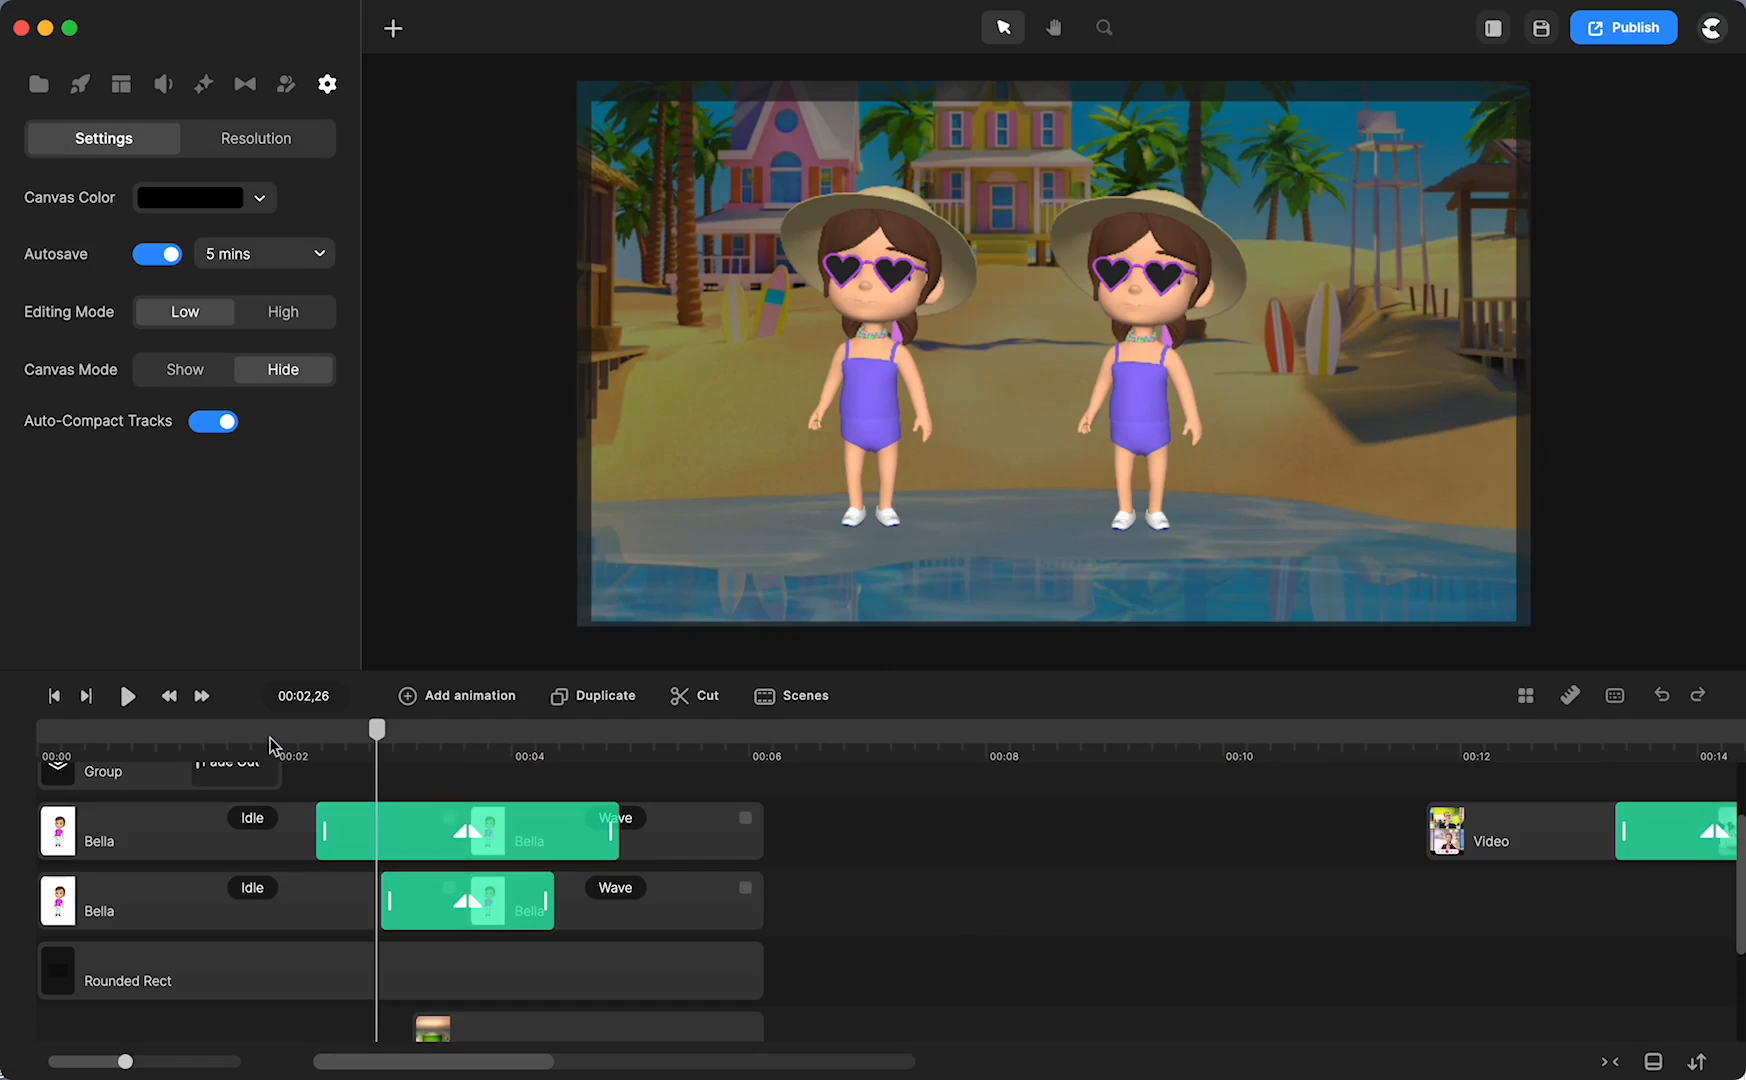 Publish
Settings
Resolution
Canvas Color
Autosave
5 mins
Editing Mode
Low
High
Canvas Mode
Show
Hide
Auto-Compact Tracks
00:02,26
Add animation
Duplicate
Cut
Scenes
00:00
00:02
00:04
00:06
00:08
00:10
00:12
00:14
Group
Fade Out
Idle
Wave
Bella
Bella
Video
Idle
Wave
Bella
Bella
Rounded Rect